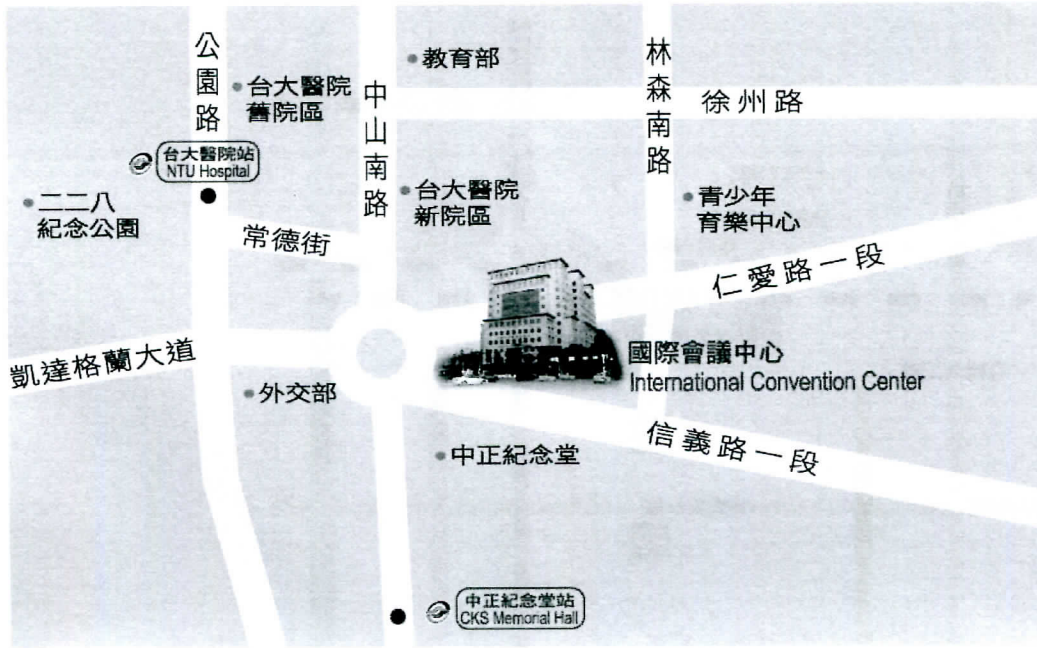 公園路
台大醫院
舊院區
台大醫院站
NTU Hospital
二二八
紀念公園
常德街
中山南路
教育部
徐州路
林森南路
台大醫院
新院區
青少年
育樂中心
仁愛路一段
凱達格蘭大道
外交部
國際會議中心
International Convention Center
信義路一段
中正紀念堂
中正紀念堂站
CKS Memorial Hall